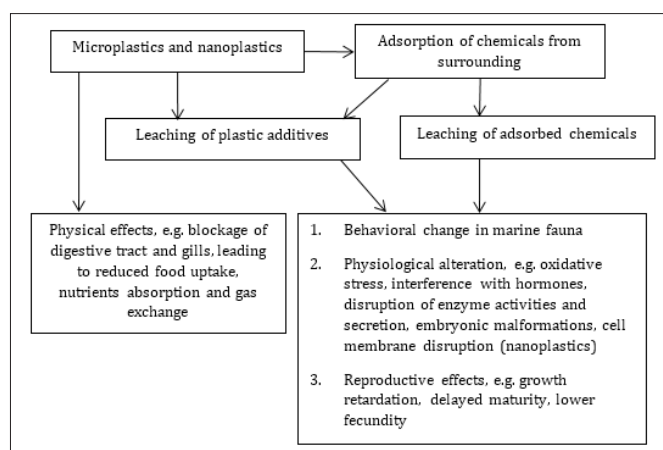 Microplastics and nanoplastics
Adsorption of chemicals from
surrounding
Leaching of plastic additives
Leaching of adsorbed chemicals
Physical effects, e.g. blockage of
digestive tract and gills, leading
to reduced food uptake,
nutrients absorption and gas
exchange
1. Behavioral change in marine fauna
2. Physiological alteration, e.g. oxidative
stress, interference with hormones,
disruption of enzyme activities and
secretion, embryonic malformations, cell
membrane disruption (nanoplastics)
3. Reproductive effects, e.g. growth
retardation, delayed maturity, lower
fecundity